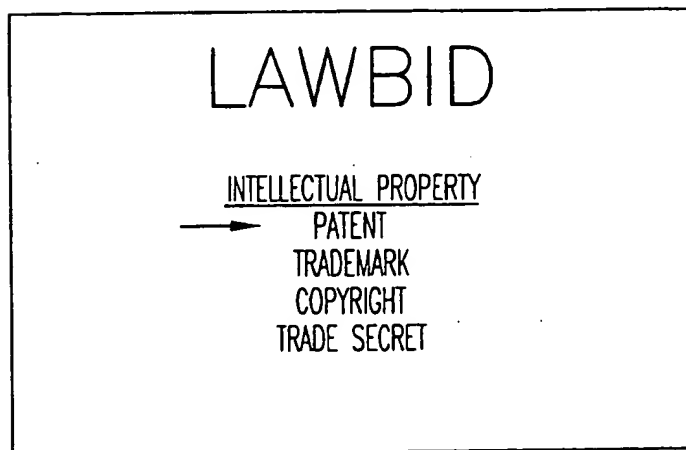 LAWBID
INTELLECTUAL PROPERTY
PATENT
TRADEMARK
COPYRIGHT
TRADE SECRET